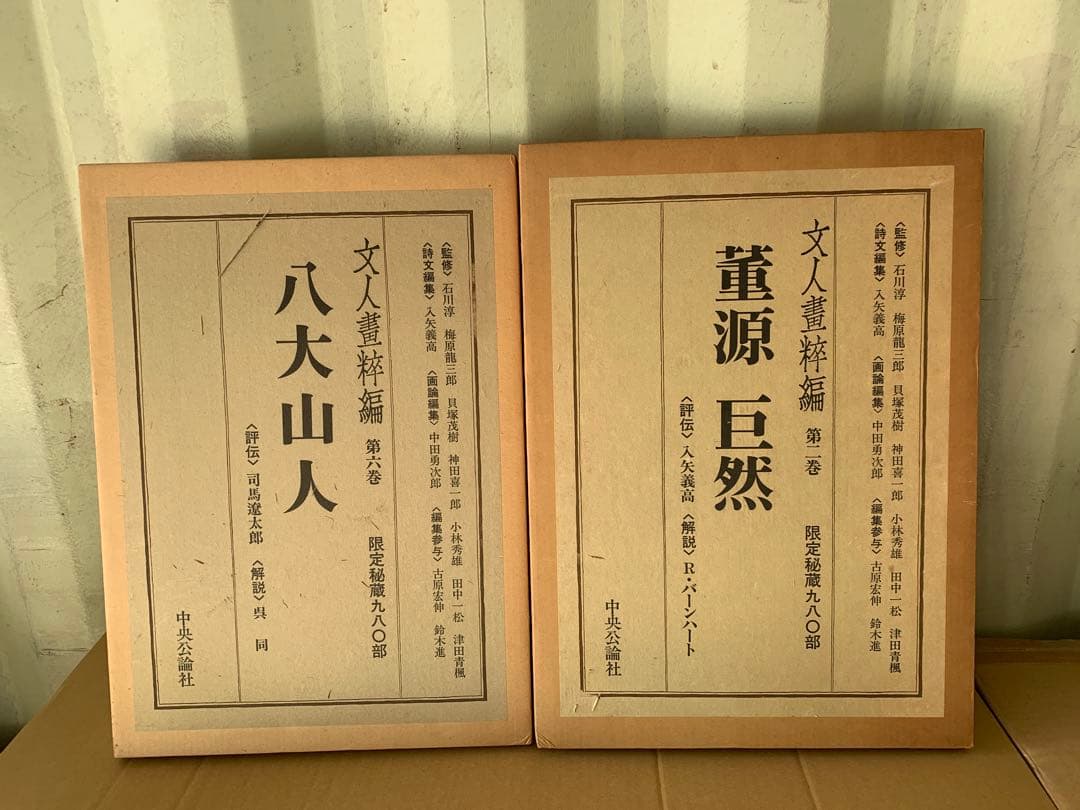 〈監修〉石川淳 梅原龍三郎 貝塚茂樹 神田喜一郎 小林秀雄 田中一松 津田青楓
〈詩文編集〉入矢義高 〈画論編集〉中田勇次郎 〈編集参与〉古原宏伸 鈴木進
文人畫粹編 第六巻 限定秘蔵九八〇部
八大山人
〈評伝〉司馬遼太郎 〈解説〉呉 同
中央公論社
〈監修〉石川淳 梅原龍三郎 貝塚茂樹 神田喜一郎 小林秀雄 田中一松 津田青楓
〈詩文編集〉入矢義高 〈画論編集〉中田勇次郎 〈編集参与〉古原宏伸 鈴木進
文人畫粹編 第二巻 限定秘蔵九八〇部
董源 巨然
〈評伝〉入矢義高 〈解説〉R・バーンハート
中央公論社